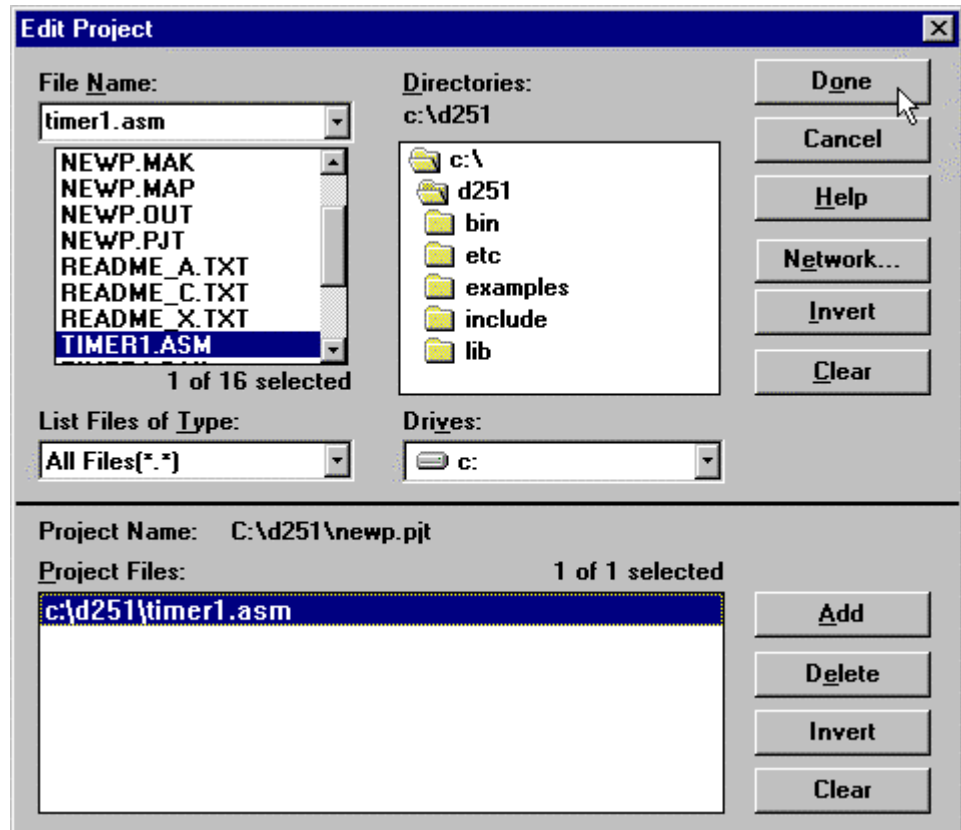 Edit Project
File Name:
timer1.asm
NEWP.MAK
NEWP.MAP
NEWP.OUT
NEWP.PJT
README_A.TXT
README_C.TXT
README_X.TXT
TIMER1.ASM
1 of 16 selected
List Files of Type:
All Files(*.*)
Directories:
c:\d251
c:\
d251
bin
etc
examples
include
lib
Drives:
c:
Done
Cancel
Help
Network...
Invert
Clear
Project Name: C:\d251\newp.pjt
Project Files: 1 of 1 selected
c:\d251\timer1.asm
Add
Delete
Invert
Clear